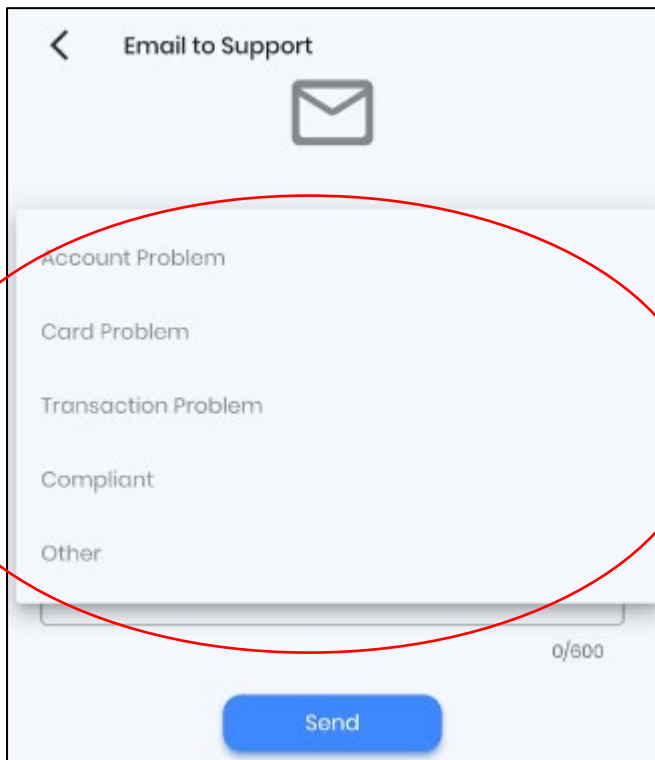 Email to Support
Account Problem
Card Problem
Transaction Problem
Compliant
Other
0/600
Send